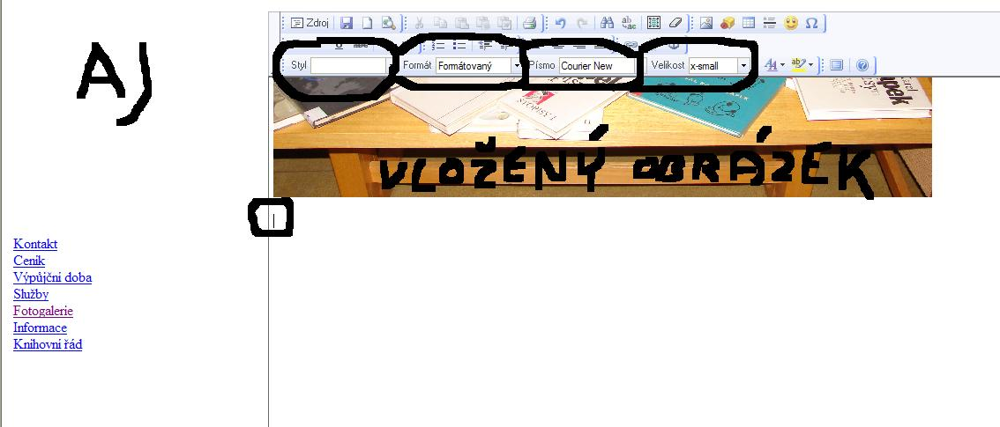 Zdroj
AJ
Styl Formát Formátovaný Písmo Courier New Velikost x-small
VLOŽENÝ OBRÁZEK
Kontakt
Ceník
Výpůjční doba
Služby
Fotogalerie
Informace
Knihovní řád